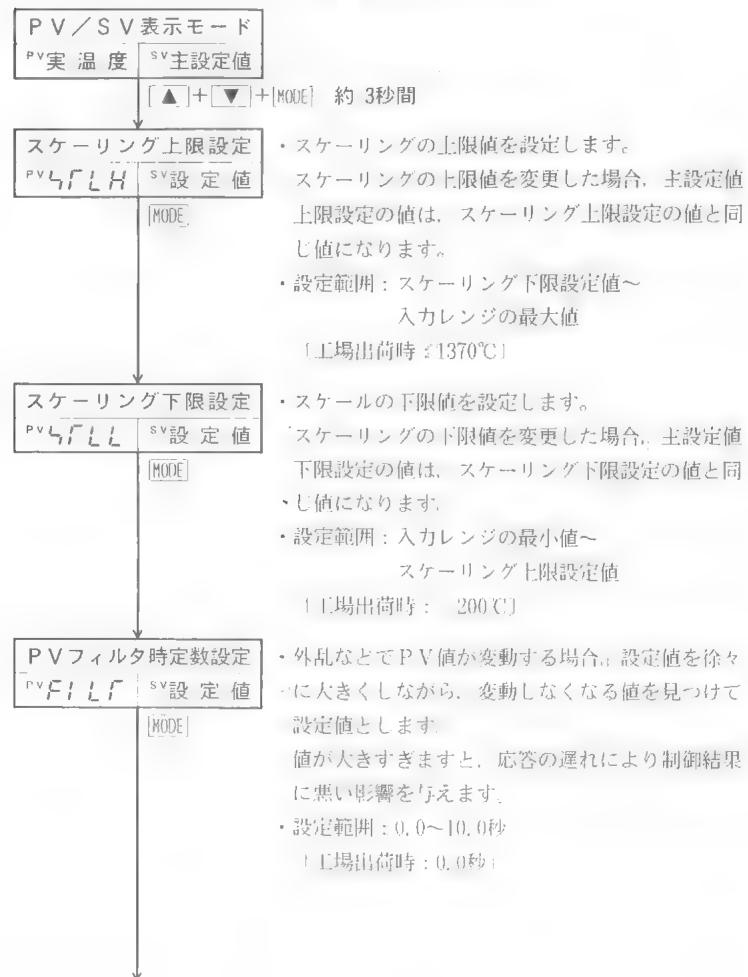 PV/SV表示モード
PV実温度 SV主設定値
▲+▼+MODE 約 3秒間
スケーリング上限設定
PV SV設定値
MODE
・スケーリングの上限値を設定します。
スケーリングの上限値を変更した場合、主設定値
上限設定の値は、スケーリング上限設定の値と同
じ値になります。
・設定範囲:スケーリング下限設定値~
入力レンジの最大値
〔工場出荷時:1370℃〕
スケーリング下限設定
PV SV設定値
MODE
・スケールの下限値を設定します。
スケーリングの下限値を変更した場合、主設定値
下限設定の値は、スケーリング下限設定の値と同
じ値になります。
・設定範囲:入力レンジの最小値~
スケーリング上限設定値
〔工場出荷時: 200℃〕
PVフィルタ時定数設定
PV FILT SV設定値
MODE
・外乱などでPV値が変動する場合、設定値を徐々
に大きくしながら、変動しなくなる値を見つけて
設定値とします。
値が大きすぎますと、応答の遅れにより制御結果
に悪い影響を与えます。
・設定範囲:0.0~10.0秒
〔工場出荷時:0.0秒〕